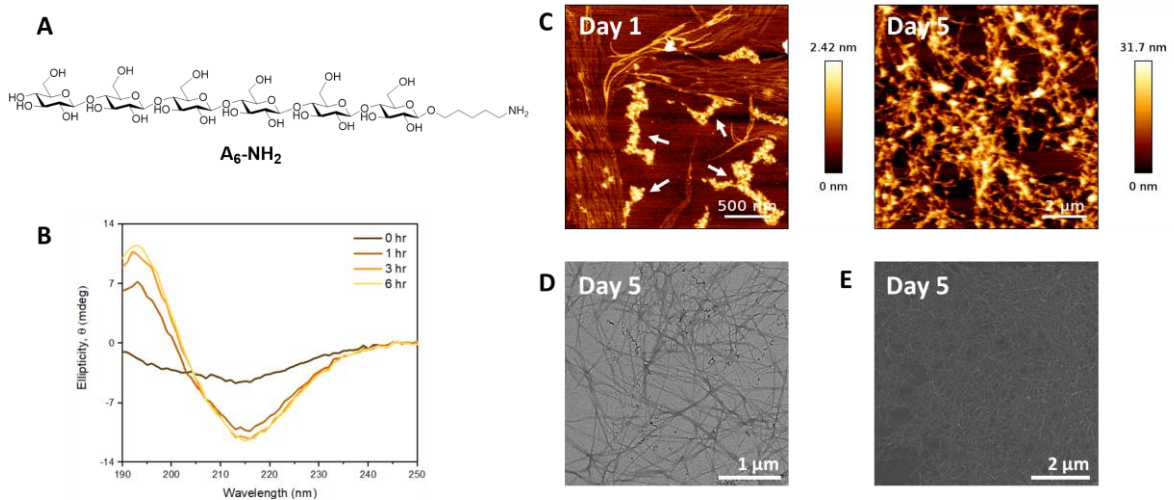 A
OH OH OH OH OH OH
HO O O O O O O O O O O O O NH₂
HO HO HO HO HO HO
OH OH OH OH OH OH
A₆-NH₂
B
14
7
0
-7
-14
190 200 210 220 230 240 250
Ellipticity, θ (mdeg)
Wavelength (nm)
0 hr
1 hr
3 hr
6 hr
C
Day 1
500 nm
2.42 nm
0 nm
Day 5
2 µm
31.7 nm
0 nm
D
Day 5
1 µm
E
Day 5
2 µm